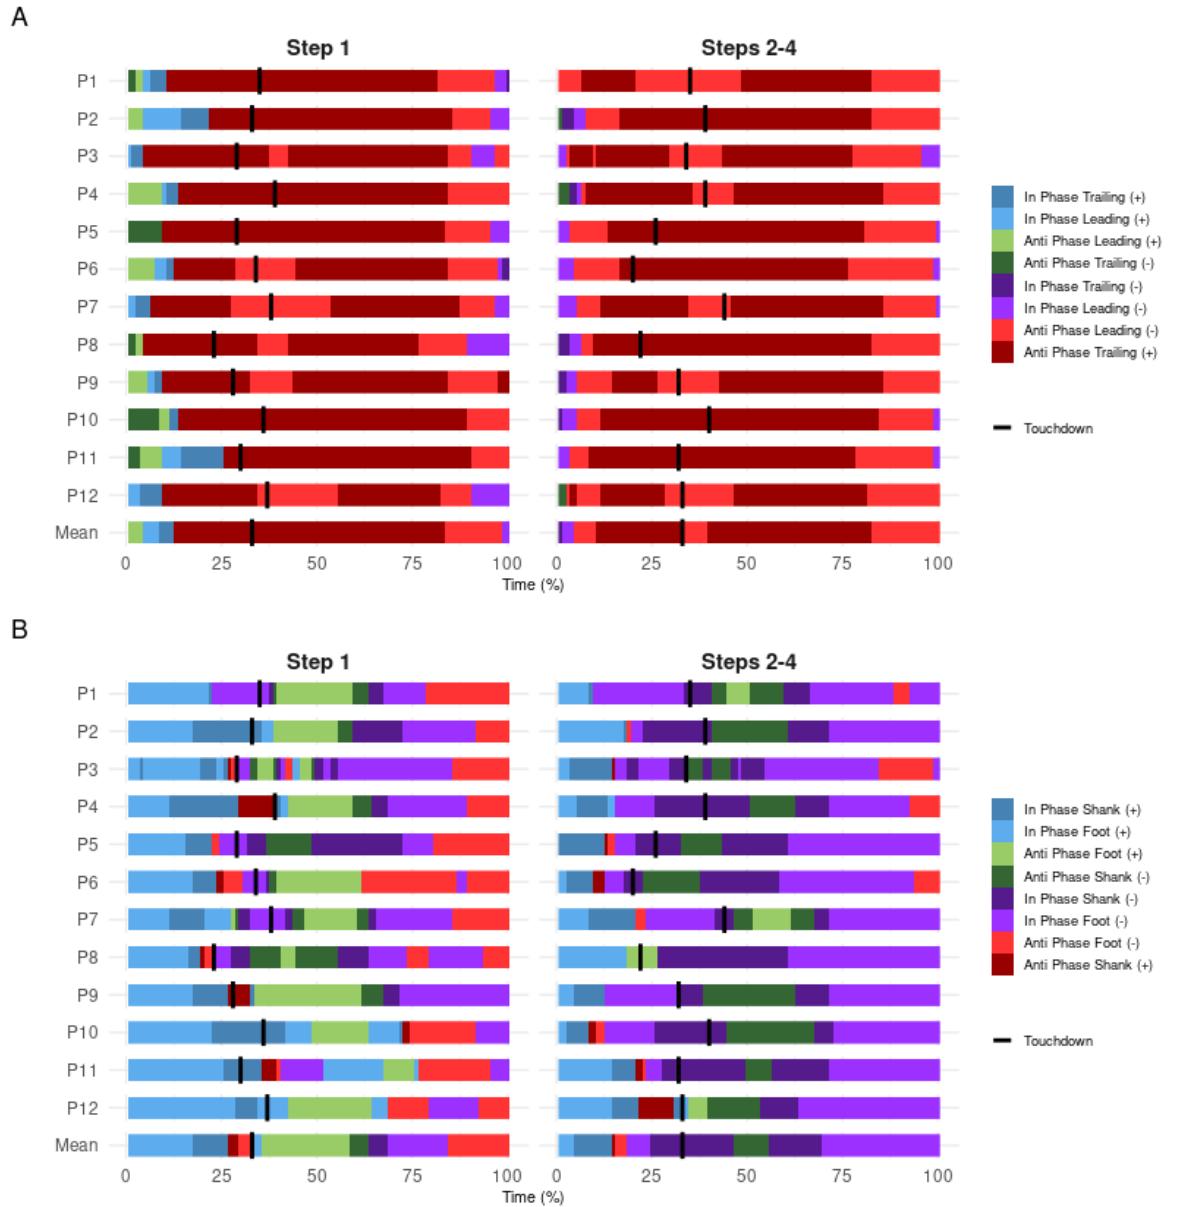 A
Step 1
Steps 2-4
P1
P2
P3
P4
P5
P6
P7
P8
P9
P10
P11
P12
Mean
0 25 50 75 100
0 25 50 75 100
Time (%)
In Phase Trailing (+)
In Phase Leading (+)
Anti Phase Leading (+)
Anti Phase Trailing (-)
In Phase Trailing (-)
In Phase Leading (-)
Anti Phase Leading (-)
Anti Phase Trailing (+)
Touchdown
B
Step 1
Steps 2-4
P1
P2
P3
P4
P5
P6
P7
P8
P9
P10
P11
P12
Mean
0 25 50 75 100
0 25 50 75 100
Time (%)
In Phase Shank (+)
In Phase Foot (+)
Anti Phase Foot (+)
Anti Phase Shank (-)
In Phase Shank (-)
In Phase Foot (-)
Anti Phase Foot (-)
Anti Phase Shank (+)
Touchdown